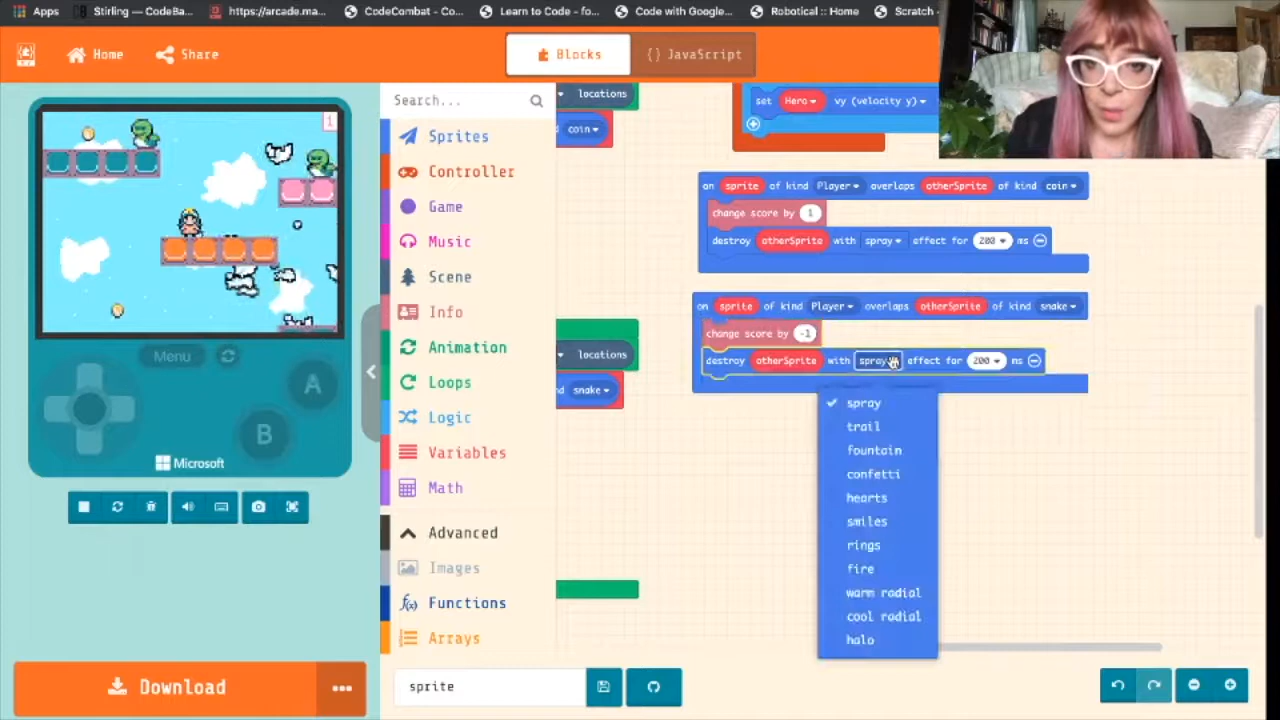 Apps
Stirling — CodeBa...
https://arcade.ma...
CodeCombat - Co...
Learn to Code - fo...
Code with Google...
Robotical :: Home
Scratch -
Home
Share
Blocks
{} JavaScript
Search...
Sprites
Controller
Game
Music
Scene
Info
Animation
Loops
Logic
Variables
Math
Advanced
Images
f(x) Functions
Arrays
1
Menu
A
B
Microsoft
Download
locations
coin
locations
snake
set Hero vy (velocity y)
on sprite of kind Player overlaps otherSprite of kind coin
change score by 1
destroy otherSprite with spray effect for 200 ms
on sprite of kind Player overlaps otherSprite of kind snake
change score by -1
destroy otherSprite with spray effect for 200 ms
spray
trail
fountain
confetti
hearts
smiles
rings
fire
warm radial
cool radial
halo
sprite